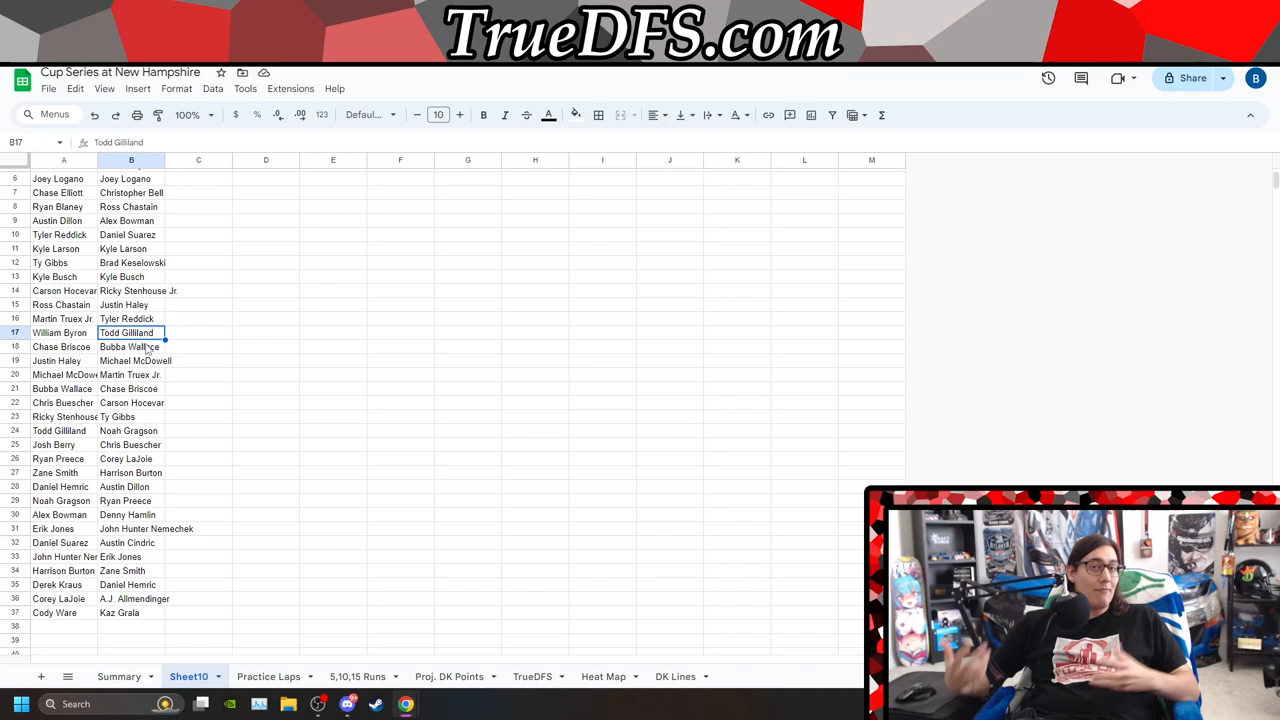 TrueDFS.com
Cup Series at New Hampshire
File Edit View Insert Format Data Tools Extensions Help
Share B
Menus 100% $ % .0 .00 123 Defaul... 10 B I A
B17 fx Todd Gilliland
A B C D E F G H I J K L M
6 Joey Logano Joey Logano
7 Chase Elliott Christopher Bell
8 Ryan Blaney Ross Chastain
9 Austin Dillon Alex Bowman
10 Tyler Reddick Daniel Suarez
11 Kyle Larson Kyle Larson
12 Ty Gibbs Brad Keselowski
13 Kyle Busch Kyle Busch
14 Carson Hocevar Ricky Stenhouse Jr.
15 Ross Chastain Justin Haley
16 Martin Truex Jr. Tyler Reddick
17 William Byron Todd Gilliland
18 Chase Briscoe Bubba Wallace
19 Justin Haley Michael McDowell
20 Michael McDowe Martin Truex Jr.
21 Bubba Wallace Chase Briscoe
22 Chris Buescher Carson Hocevar
23 Ricky Stenhouse Ty Gibbs
24 Todd Gilliland Noah Gragson
25 Josh Berry Chris Buescher
26 Ryan Preece Corey LaJoie
27 Zane Smith Harrison Burton
28 Daniel Hemric Austin Dillon
29 Noah Gragson Ryan Preece
30 Alex Bowman Denny Hamlin
31 Erik Jones John Hunter Nemechek
32 Daniel Suarez Austin Cindric
33 John Hunter Ner Erik Jones
34 Harrison Burton Zane Smith
35 Derek Kraus Daniel Hemric
36 Corey LaJoie A.J. Allmendinger
37 Cody Ware Kaz Grala
38
39
Summary Sheet10 Practice Laps 5,10,15 Runs Proj. DK Points TrueDFS Heat Map DK Lines
Search